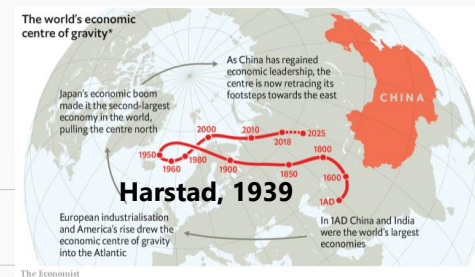 The world's economic
centre of gravity*
As China has regained
economic leadership, the
centre is now retracing its
footsteps towards the east
Japan's economic boom
made it the second-largest
economy in the world,
pulling the centre north
CHINA
2000
2010
2018
2025
1950
1960
1980
1900
1850
1800
1600
1AD
Harstad, 1939
European industrialisation
and America's rise drew the
economic centre of gravity
into the Atlantic
In 1AD China and India
were the world's largest
economies
The Economist